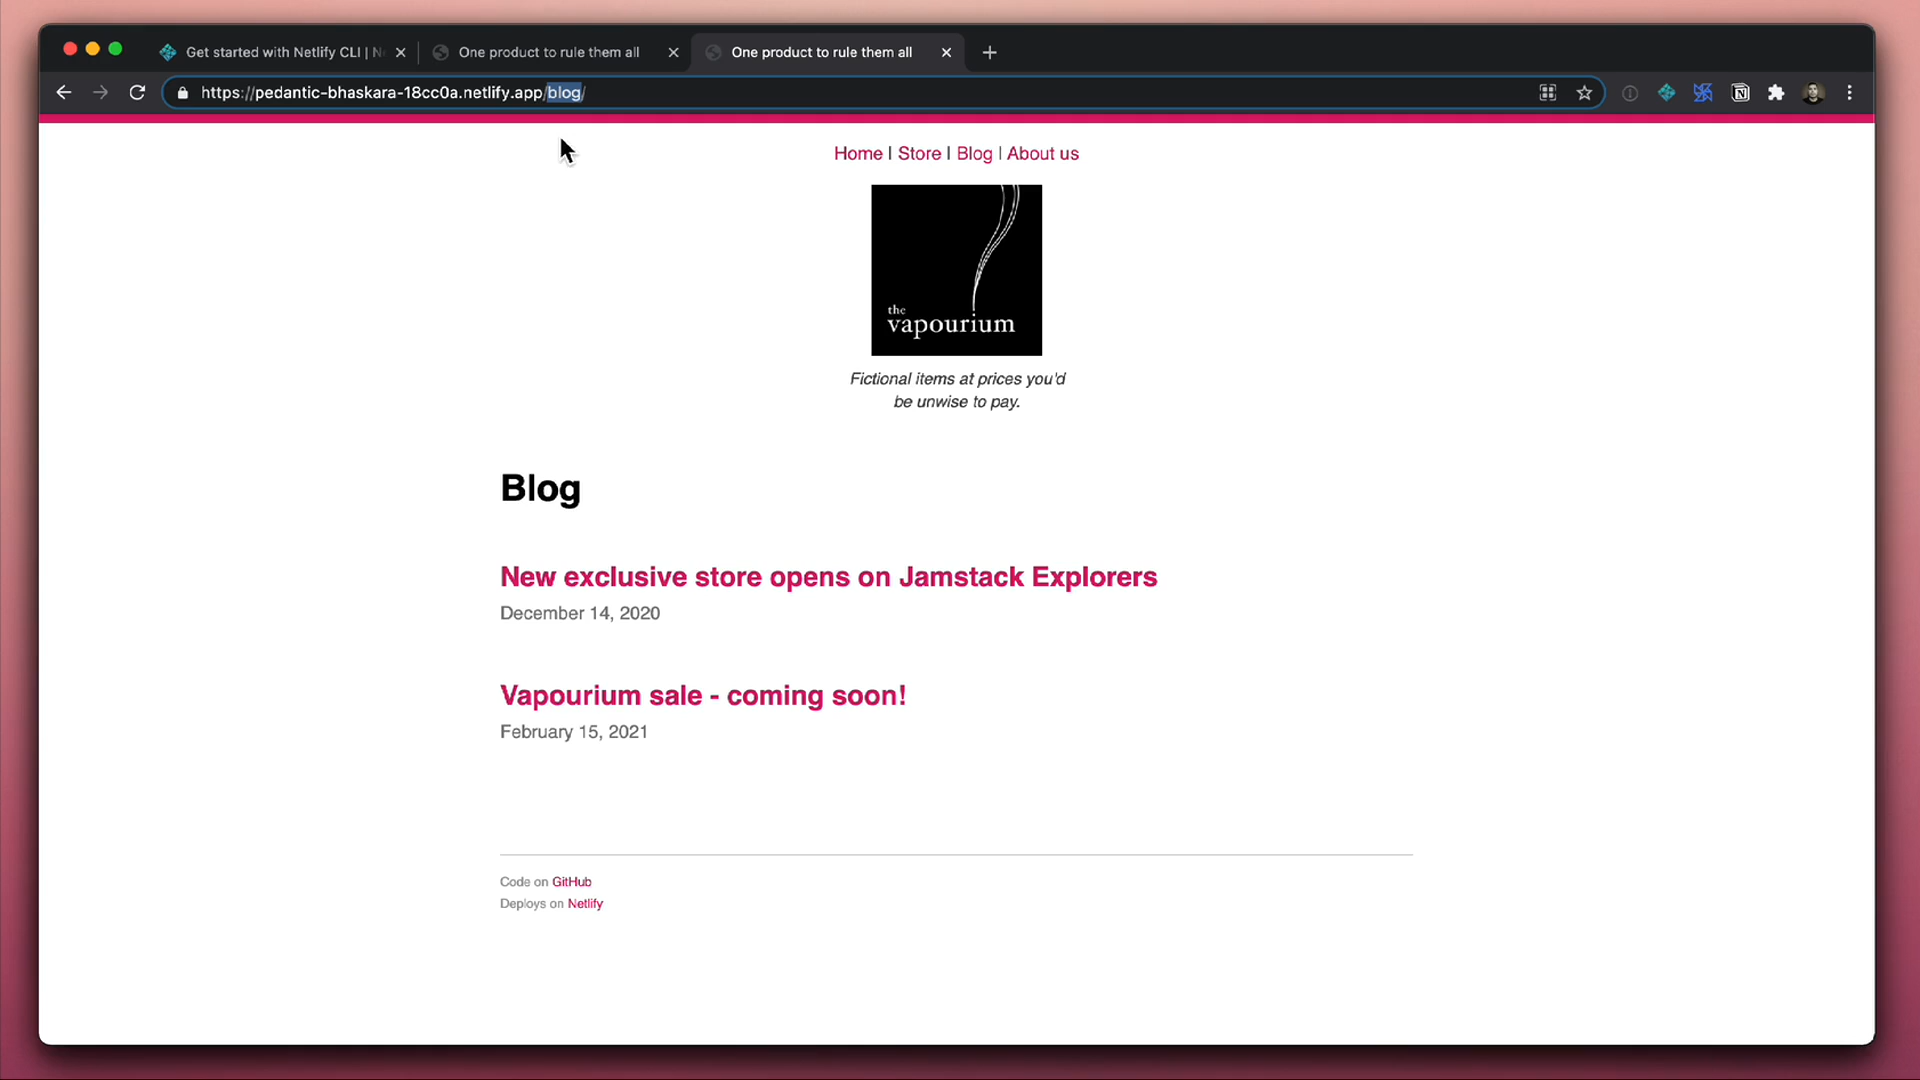 Get started with Netlify CLI | N
One product to rule them all
One product to rule them all
https://pedantic-bhaskara-18cc0a.netlify.app/blog/
Home | Store | Blog | About us
the
vapourium
Fictional items at prices you'd
be unwise to pay.
Blog
New exclusive store opens on Jamstack Explorers
December 14, 2020
Vapourium sale - coming soon!
February 15, 2021
Code on GitHub
Deploys on Netlify